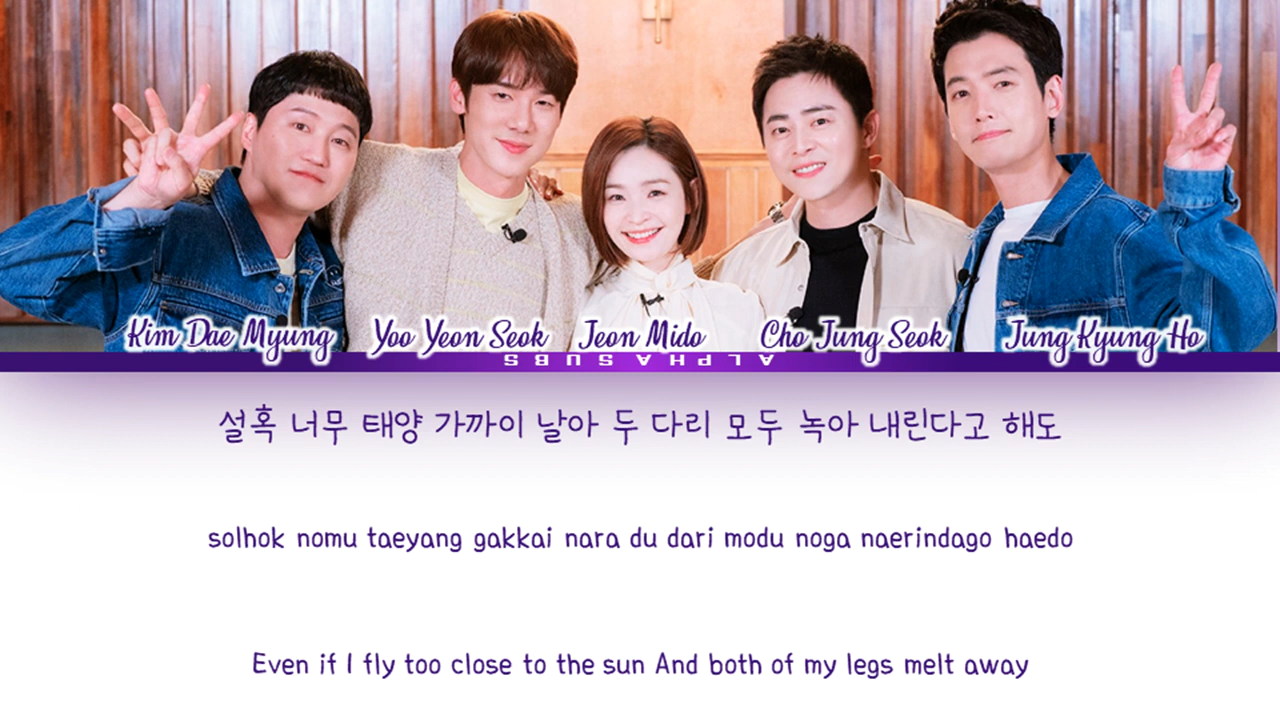 Kim Dae Myung Yoo Yeon Seok Jeon Mido Cho Jung Seok Jung Kyung Ho
ALPHASUBS
설혹 너무 태양 가까이 날아 두 다리 모두 녹아 내린다고 해도
solhok nomu taeyang gakkai nara du dari modu noga naerindago haedo
Even if I fly too close to the sun And both of my legs melt away